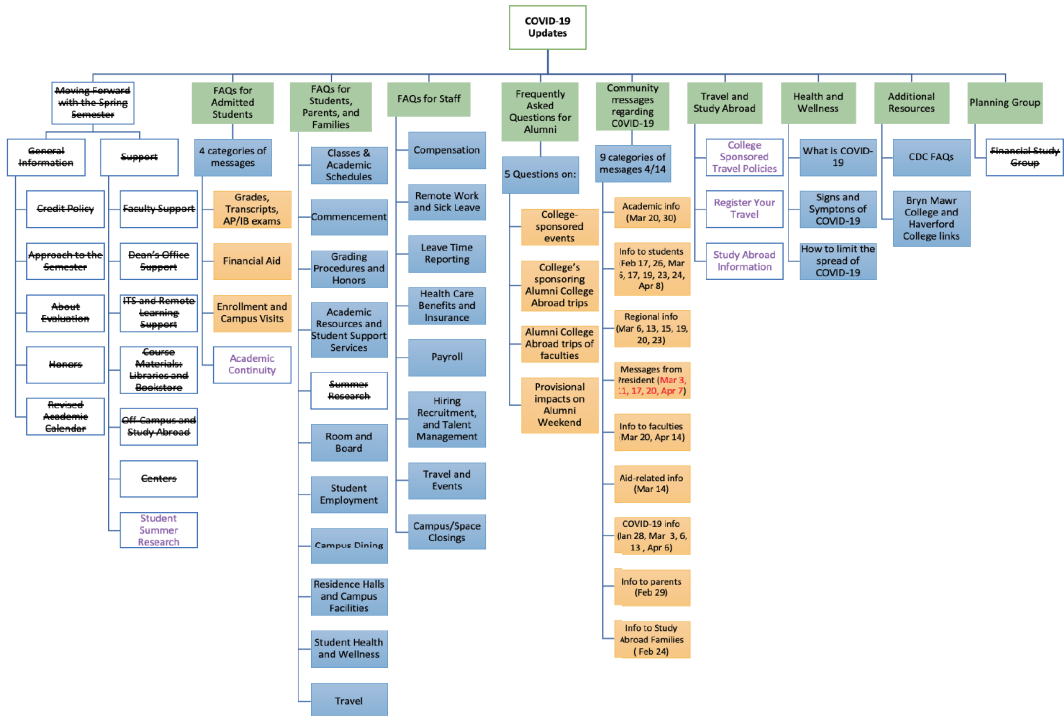 COVID-19
Updates
Moving Forward
with the Spring
Semester
General
Information
Credit Policy
Approach to the
Semester
About
Evaluation
Honors
Revised
Academic
Calendar
Support
Faculty Support
Dean's Office
Support
ITS and Remote
Learning
Support
Course
Materials:
Libraries and
Bookstore
Off-Campus and
Study Abroad
Centers
Student
Summer
Research
FAQs for
Admitted
Students
4 categories of
messages
Grades,
Transcripts,
AP/IB exams
Financial Aid
Enrollment and
Campus Visits
Academic
Continuity
FAQs for
Students,
Parents, and
Families
Classes &
Academic
Schedules
Commencement
Grading
Procedures and
Honors
Academic
Resources and
Student Support
Services
Summer
Research
Room and
Board
Student
Employment
Campus Dining
Residence Halls
and Campus
Facilities
Student Health
and Wellness
Travel
FAQs for Staff
Compensation
Remote Work
and Sick Leave
Leave Time
Reporting
Health Care
Benefits and
Insurance
Payroll
Hiring
Recruitment,
and Talent
Management
Travel and
Events
Campus/Space
Closings
Frequently
Asked
Questions for
Alumni
5 Questions on:
College-
sponsored
events
College's
sponsoring
Alumni College
Abroad trips
Alumni College
Abroad trips of
faculties
Provisional
impacts on
Alumni
Weekend
Community
messages
regarding
COVID-19
9 categories of
messages 4/14
Academic info
(Mar 20, 30)
Info to students
(Feb 17, 26, Mar
6, 17, 19, 23, 24,
Apr 8)
Regional info
(Mar 6, 13, 15, 19,
20, 23)
Messages from
President (Mar 3,
11, 17, 20, Apr 7)
Info to faculties
(Mar 20, Apr 14)
Aid-related info
(Mar 14)
COVID-19 info
(Jan 28, Mar 3, 6,
13 , Apr 6)
Info to parents
(Feb 29)
Info to Study
Abroad Families
( Feb 24)
Travel and
Study Abroad
College
Sponsored
Travel Policies
Register Your
Travel
Study Abroad
Information
Health and
Wellness
What is COVID-
19
Signs and
Symptons of
COVID-19
How to limit the
spread of
COVID-19
Additional
Resources
CDC FAQs
Bryn Mawr
College and
Haverford
College links
Planning Group
Financial Study
Group